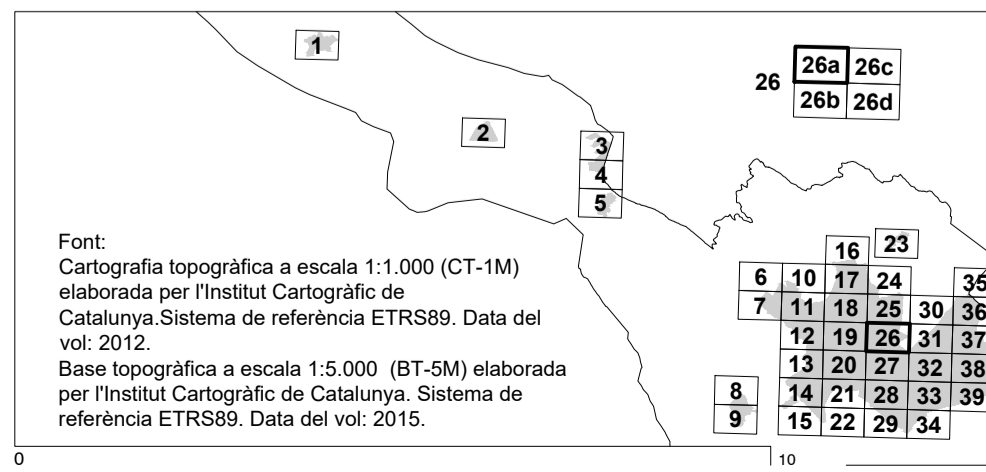 1
26
26a 26c
26b 26d
2
3
4
5
Font:
Cartografia topogràfica a escala 1:1.000 (CT-1M)
elaborada per l'Institut Cartogràfic de
Catalunya.Sistema de referència ETRS89. Data del
vol: 2012.
Base topogràfica a escala 1:5.000 (BT-5M) elaborada
per l'Institut Cartogràfic de Catalunya. Sistema de
referència ETRS89. Data del vol: 2015.
16 23
6 10 17 24 35
7 11 18 25 30 36
12 19 26 31 37
13 20 27 32 38
8 14 21 28 33 39
9 15 22 29 34
0 10